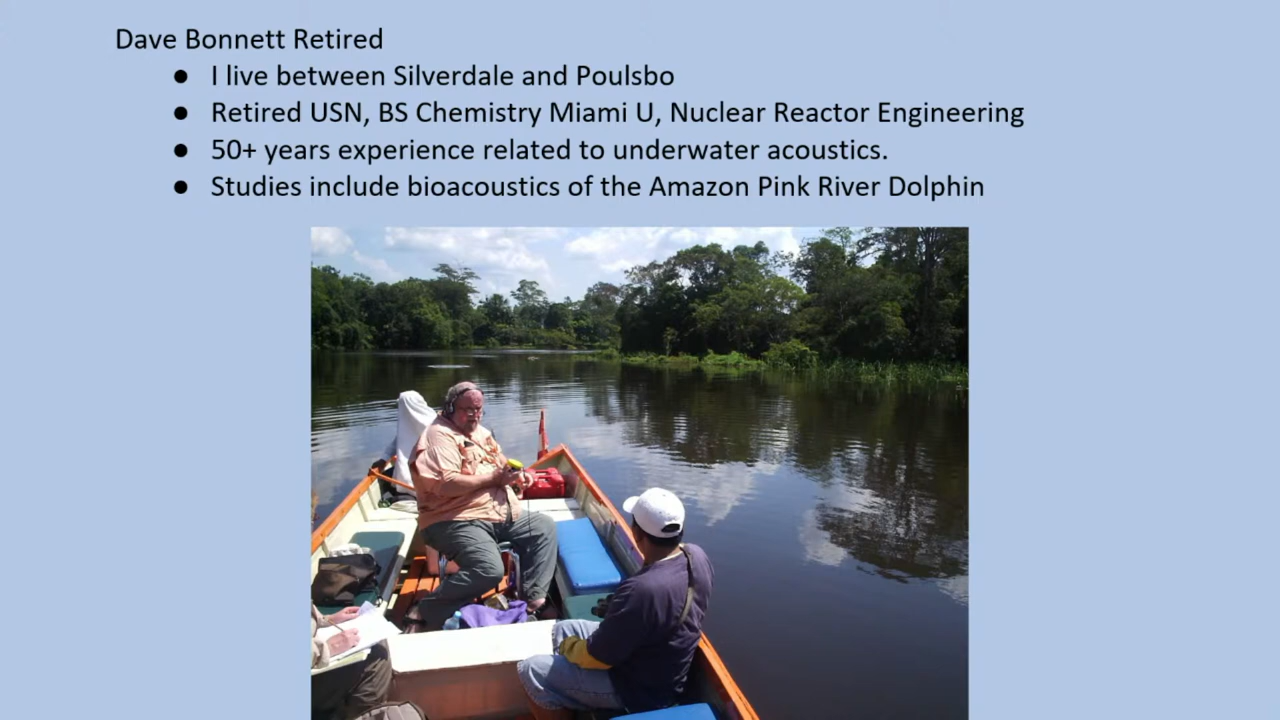 Dave Bonnett Retired
● I live between Silverdale and Poulsbo
● Retired USN, BS Chemistry Miami U, Nuclear Reactor Engineering
● 50+ years experience related to underwater acoustics.
● Studies include bioacoustics of the Amazon Pink River Dolphin